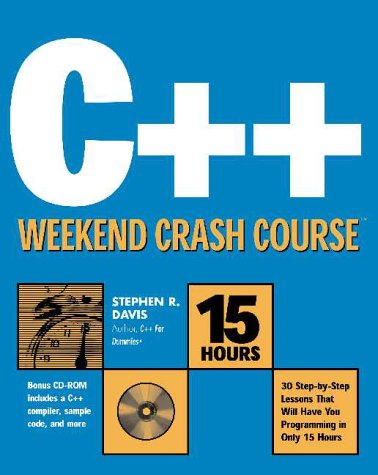 C++
WEEKEND CRASH COURSE™
STEPHEN R.
DAVIS
Author, C++ For
Dummies®
15
HOURS
Bonus CD-ROM
includes a C++
compiler, sample
code, and more
30 Step-by-Step
Lessons That
Will Have You
Programming in
Only 15 Hours